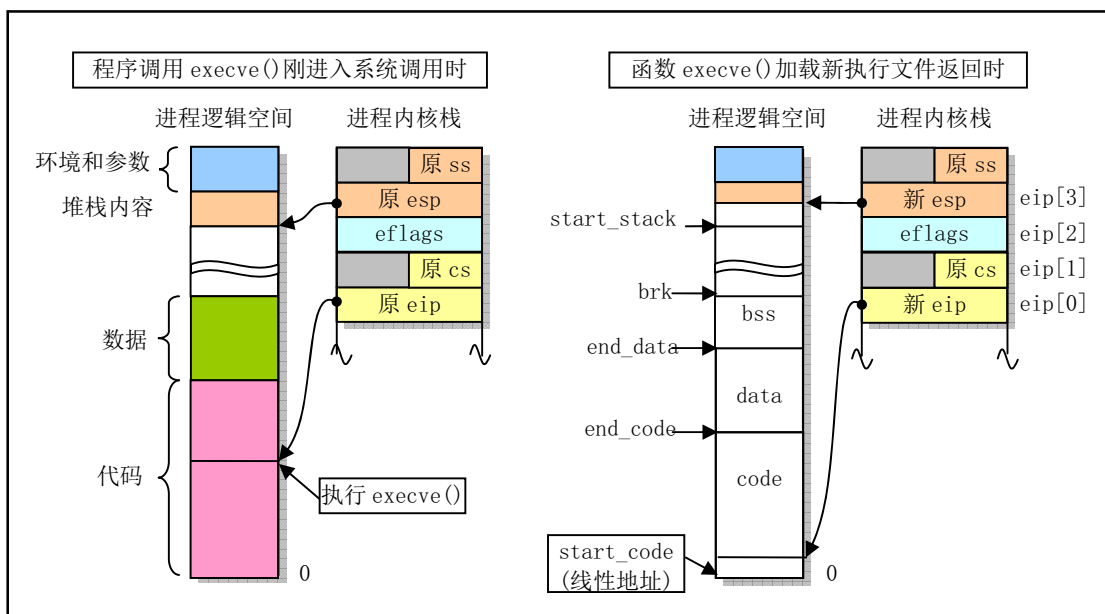 程序调用 execve()刚进入系统调用时
进程逻辑空间
进程内核栈
环境和参数
堆栈内容
数据
代码
原 ss
原 esp
eflags
原 cs
原 eip
执行 execve()
0
函数 execve()加载新执行文件返回时
进程逻辑空间
进程内核栈
start_stack
brk
end_data
end_code
start_code
(线性地址)
bss
data
code
0
原 ss
新 esp
eip[3]
eflags
eip[2]
原 cs
eip[1]
新 eip
eip[0]